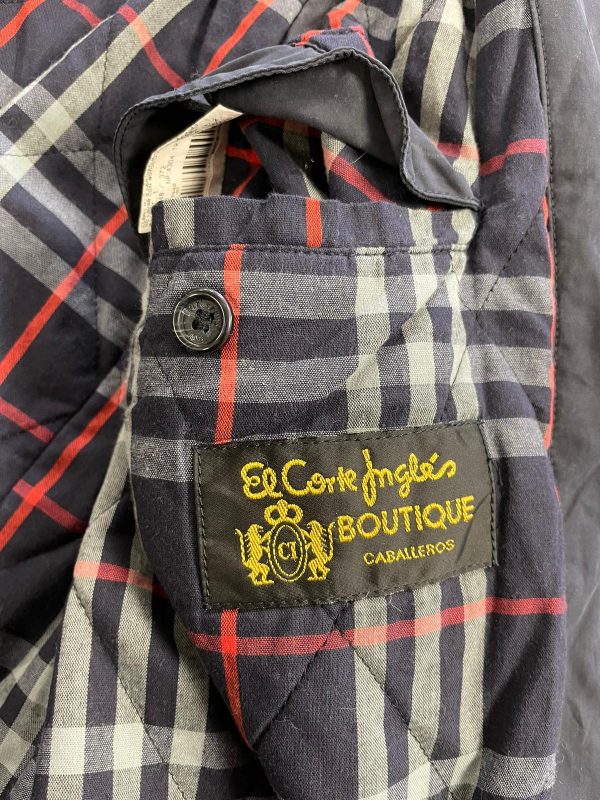 El Corte Inglés
BOUTIQUE
CI
CABALLEROS